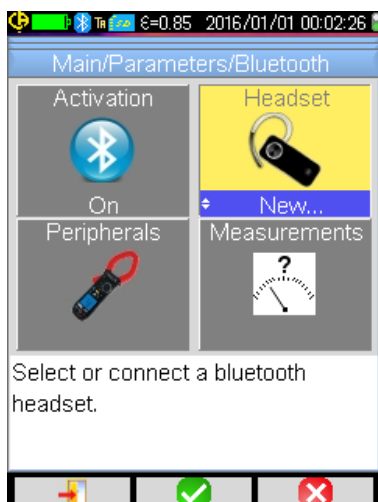 ε=0.85 2016/01/01 00:02:26
Main/Parameters/Bluetooth
Activation
On
Headset
New...
Peripherals
Measurements
?
Select or connect a bluetooth
headset.